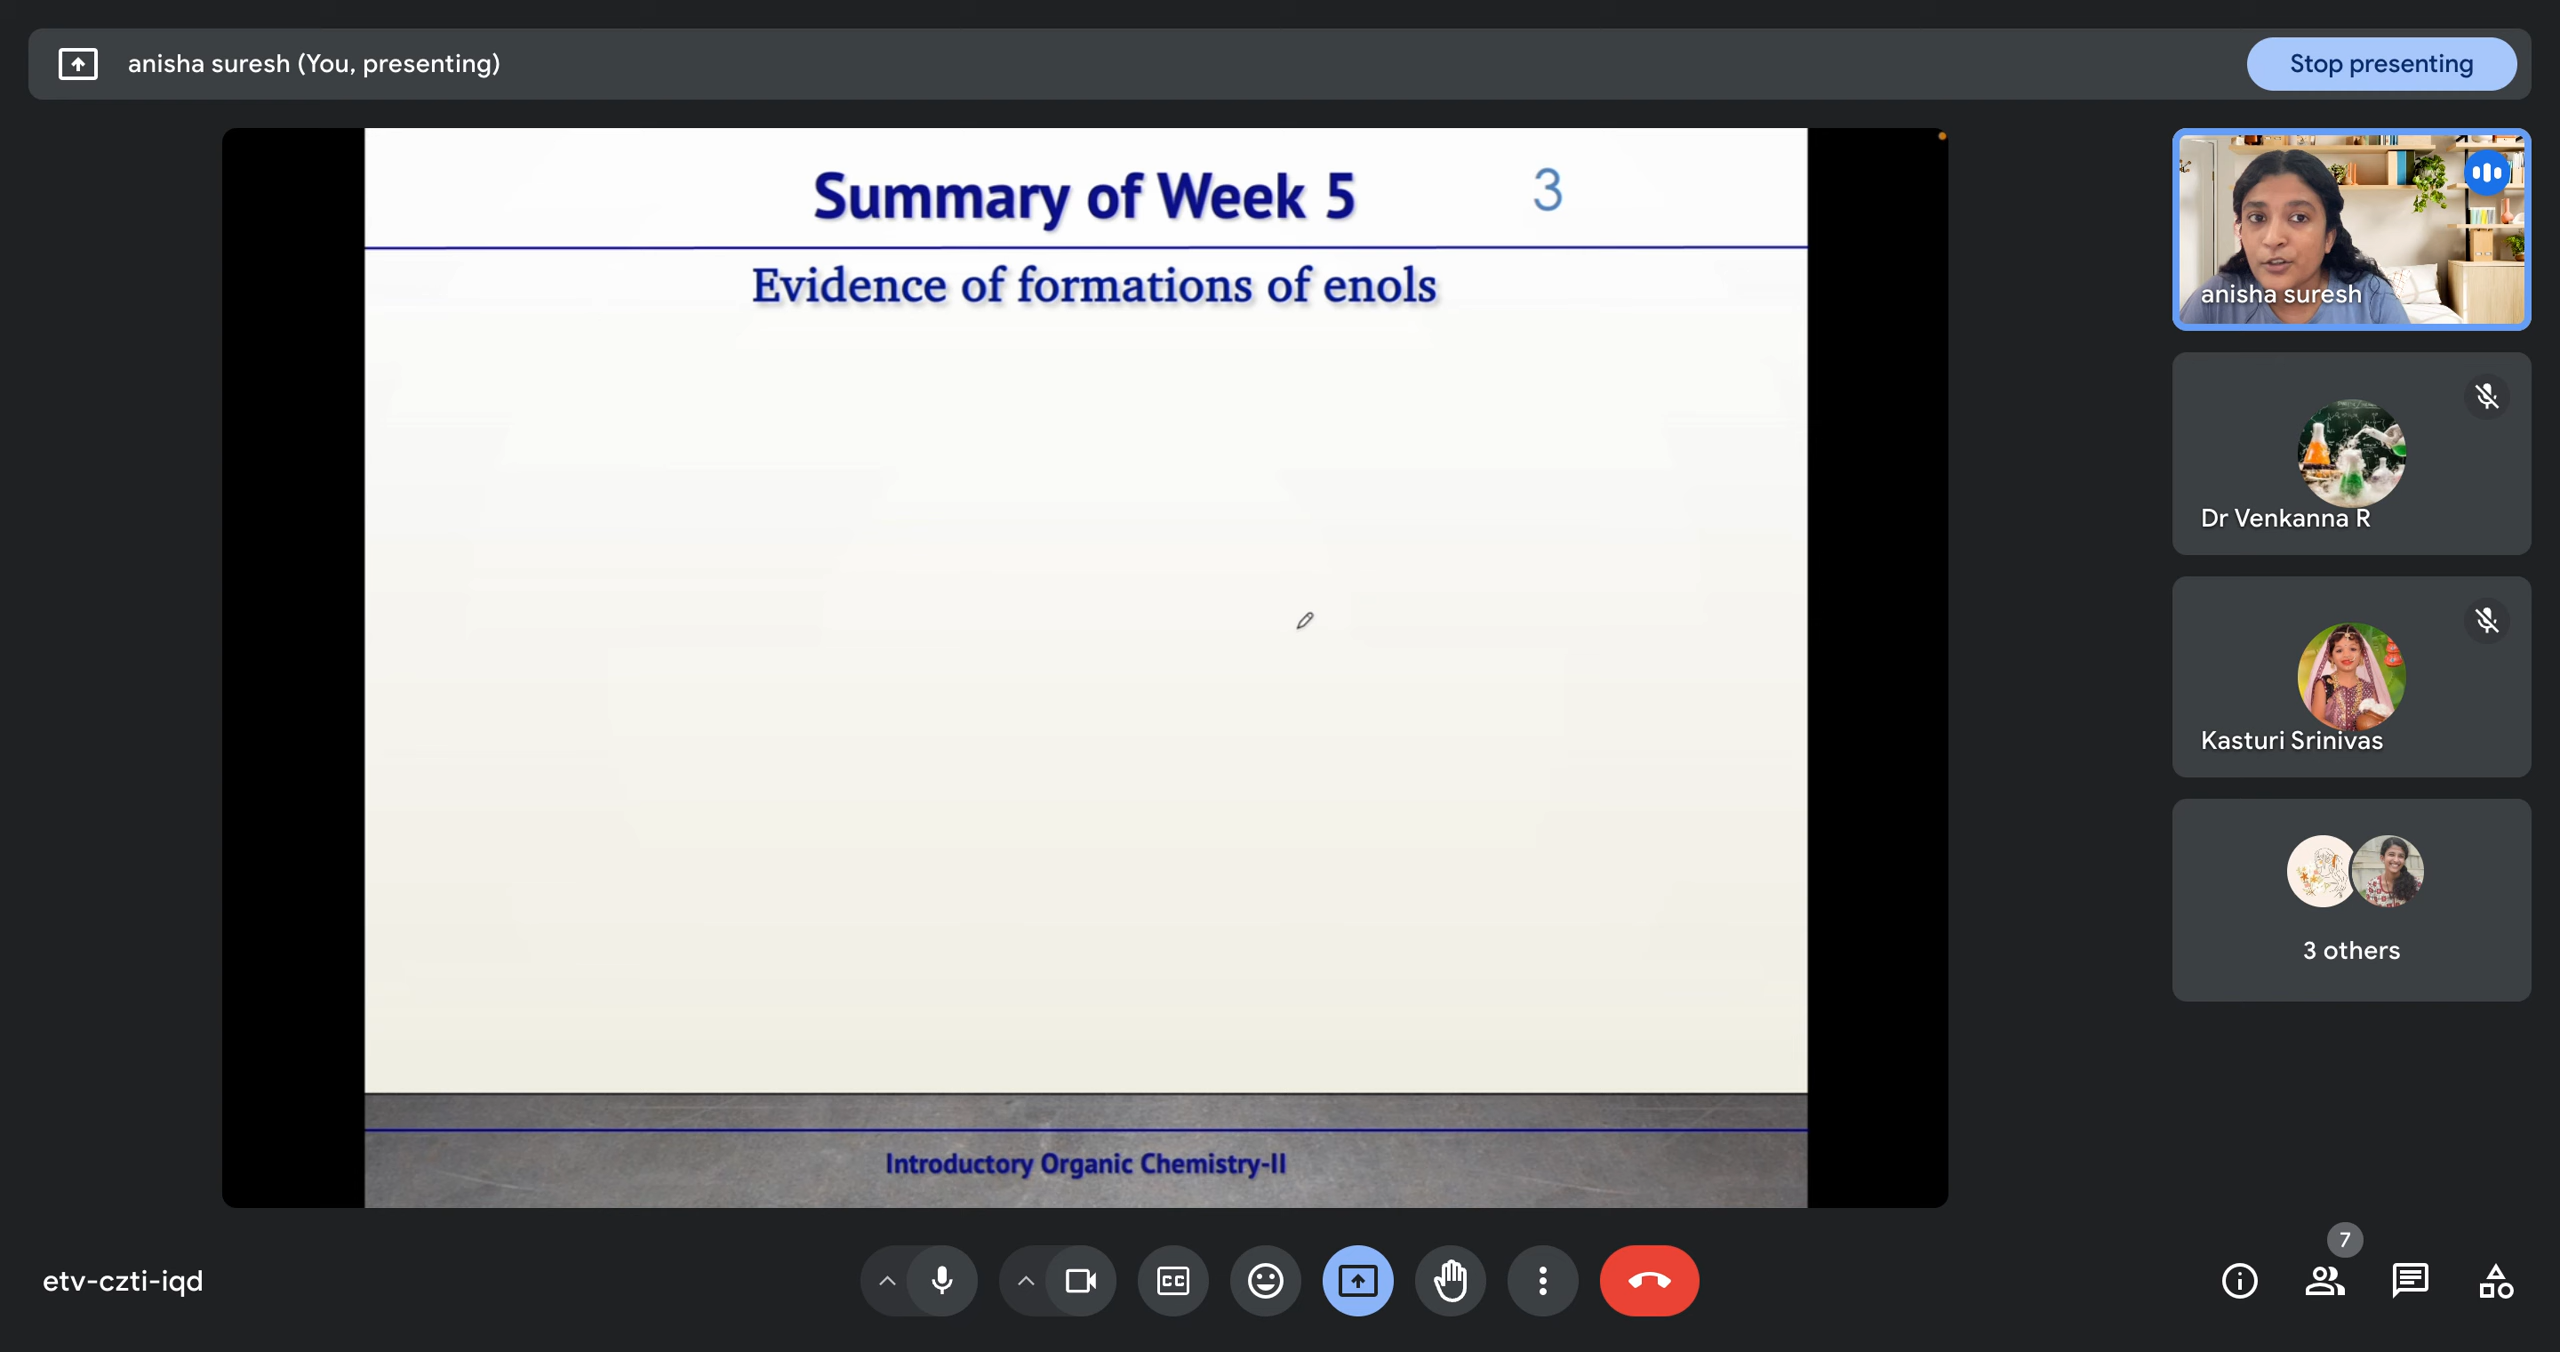 anisha suresh (You, presenting)
Stop presenting
Summary of Week 5
3
Evidence of formations of enols
Introductory Organic Chemistry-II
anisha suresh
Dr Venkanna R
Kasturi Srinivas
3 others
etv-czti-iqd
CC
7